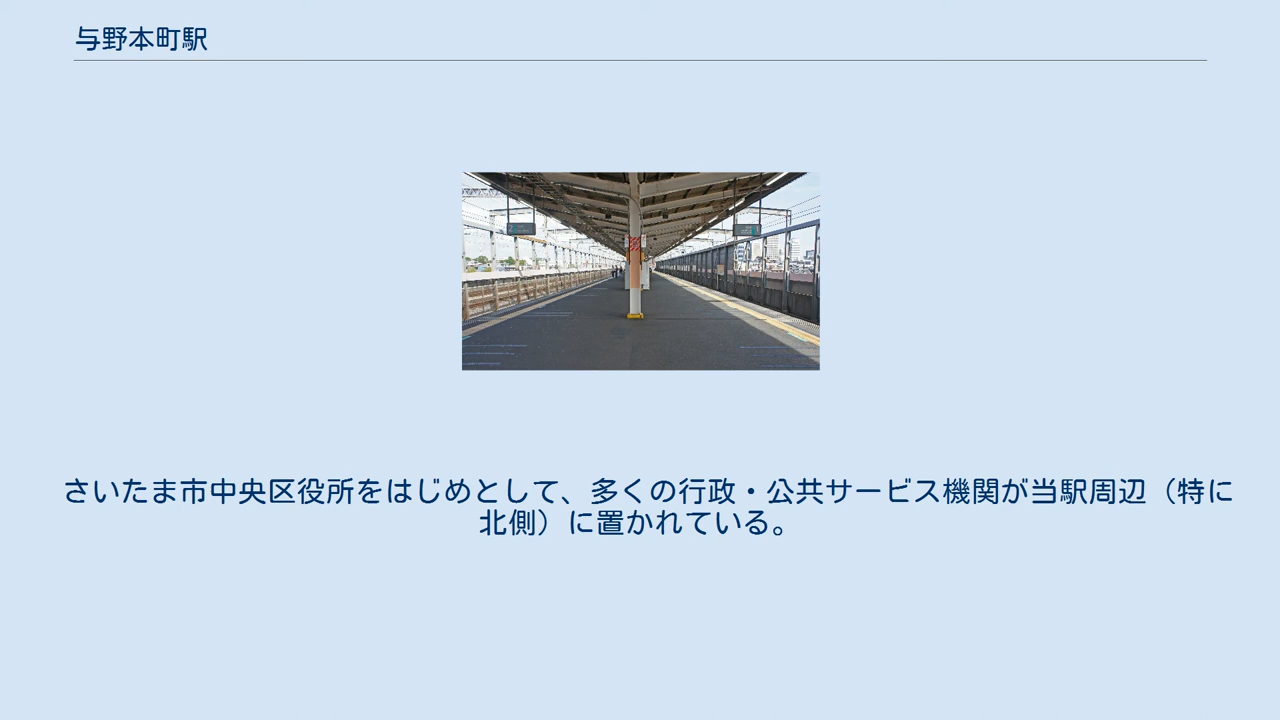 与野本町駅
さいたま市中央区役所をはじめとして、多くの行政・公共サービス機関が当駅周辺（特に
北側）に置かれている。